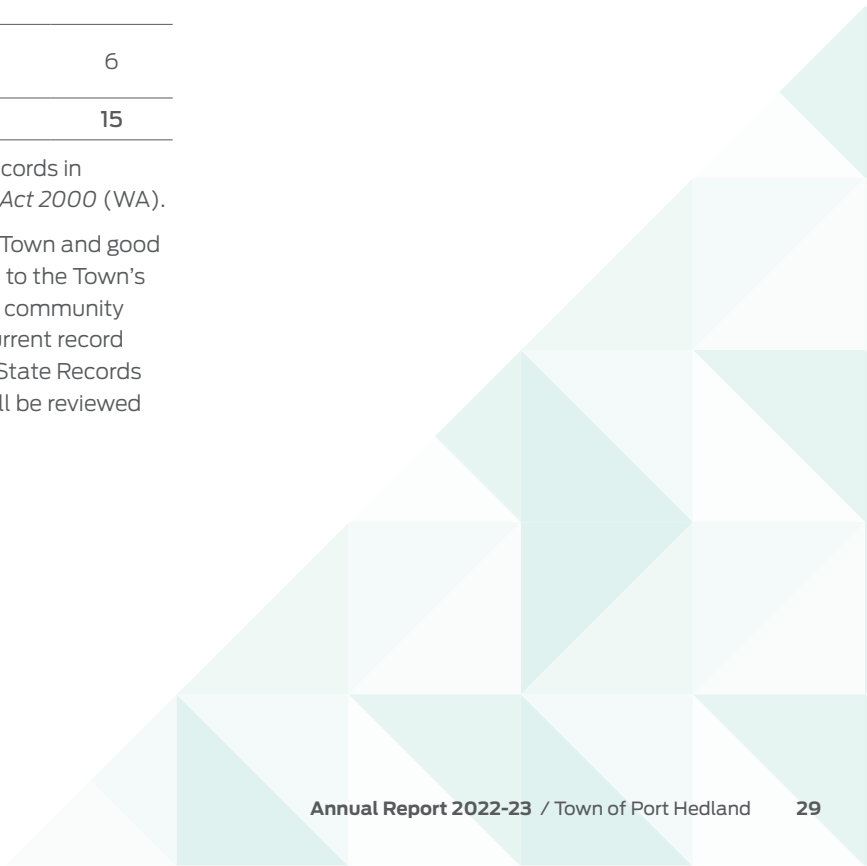 6
15
cords in
Act 2000 (WA).
Town and good
to the Town's
community
rrent record
State Records
ll be reviewed
Annual Report 2022-23 / Town of Port Hedland 29